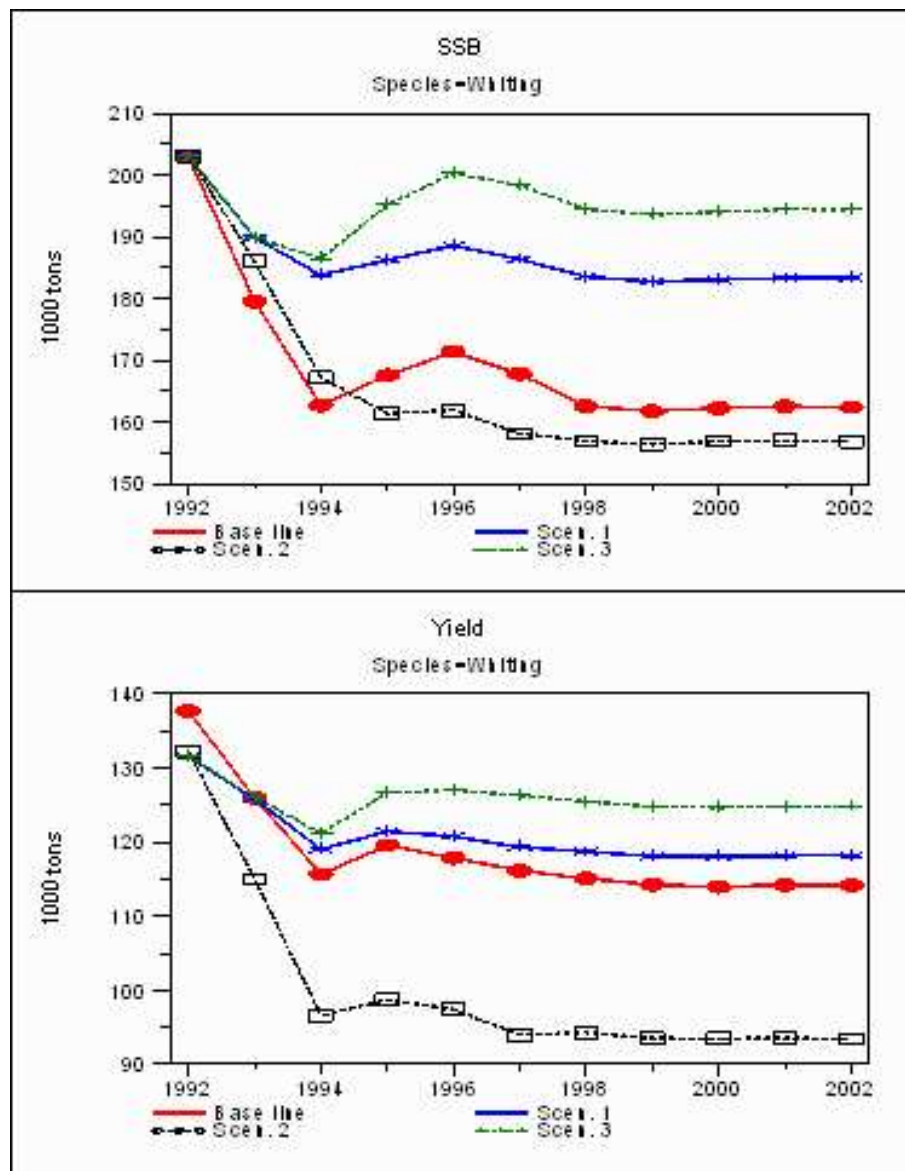 SSB
Species=Whiting
210
200
190
180
170
160
150
1000 tons
1992 1994 1996 1998 2000 2002
Base line Scen.1
Scen.2 Scen.3
Yield
Species=Whiting
140
130
120
110
100
90
1000 tons
1992 1994 1996 1998 2000 2002
Base line Scen.1
Scen.2 Scen.3